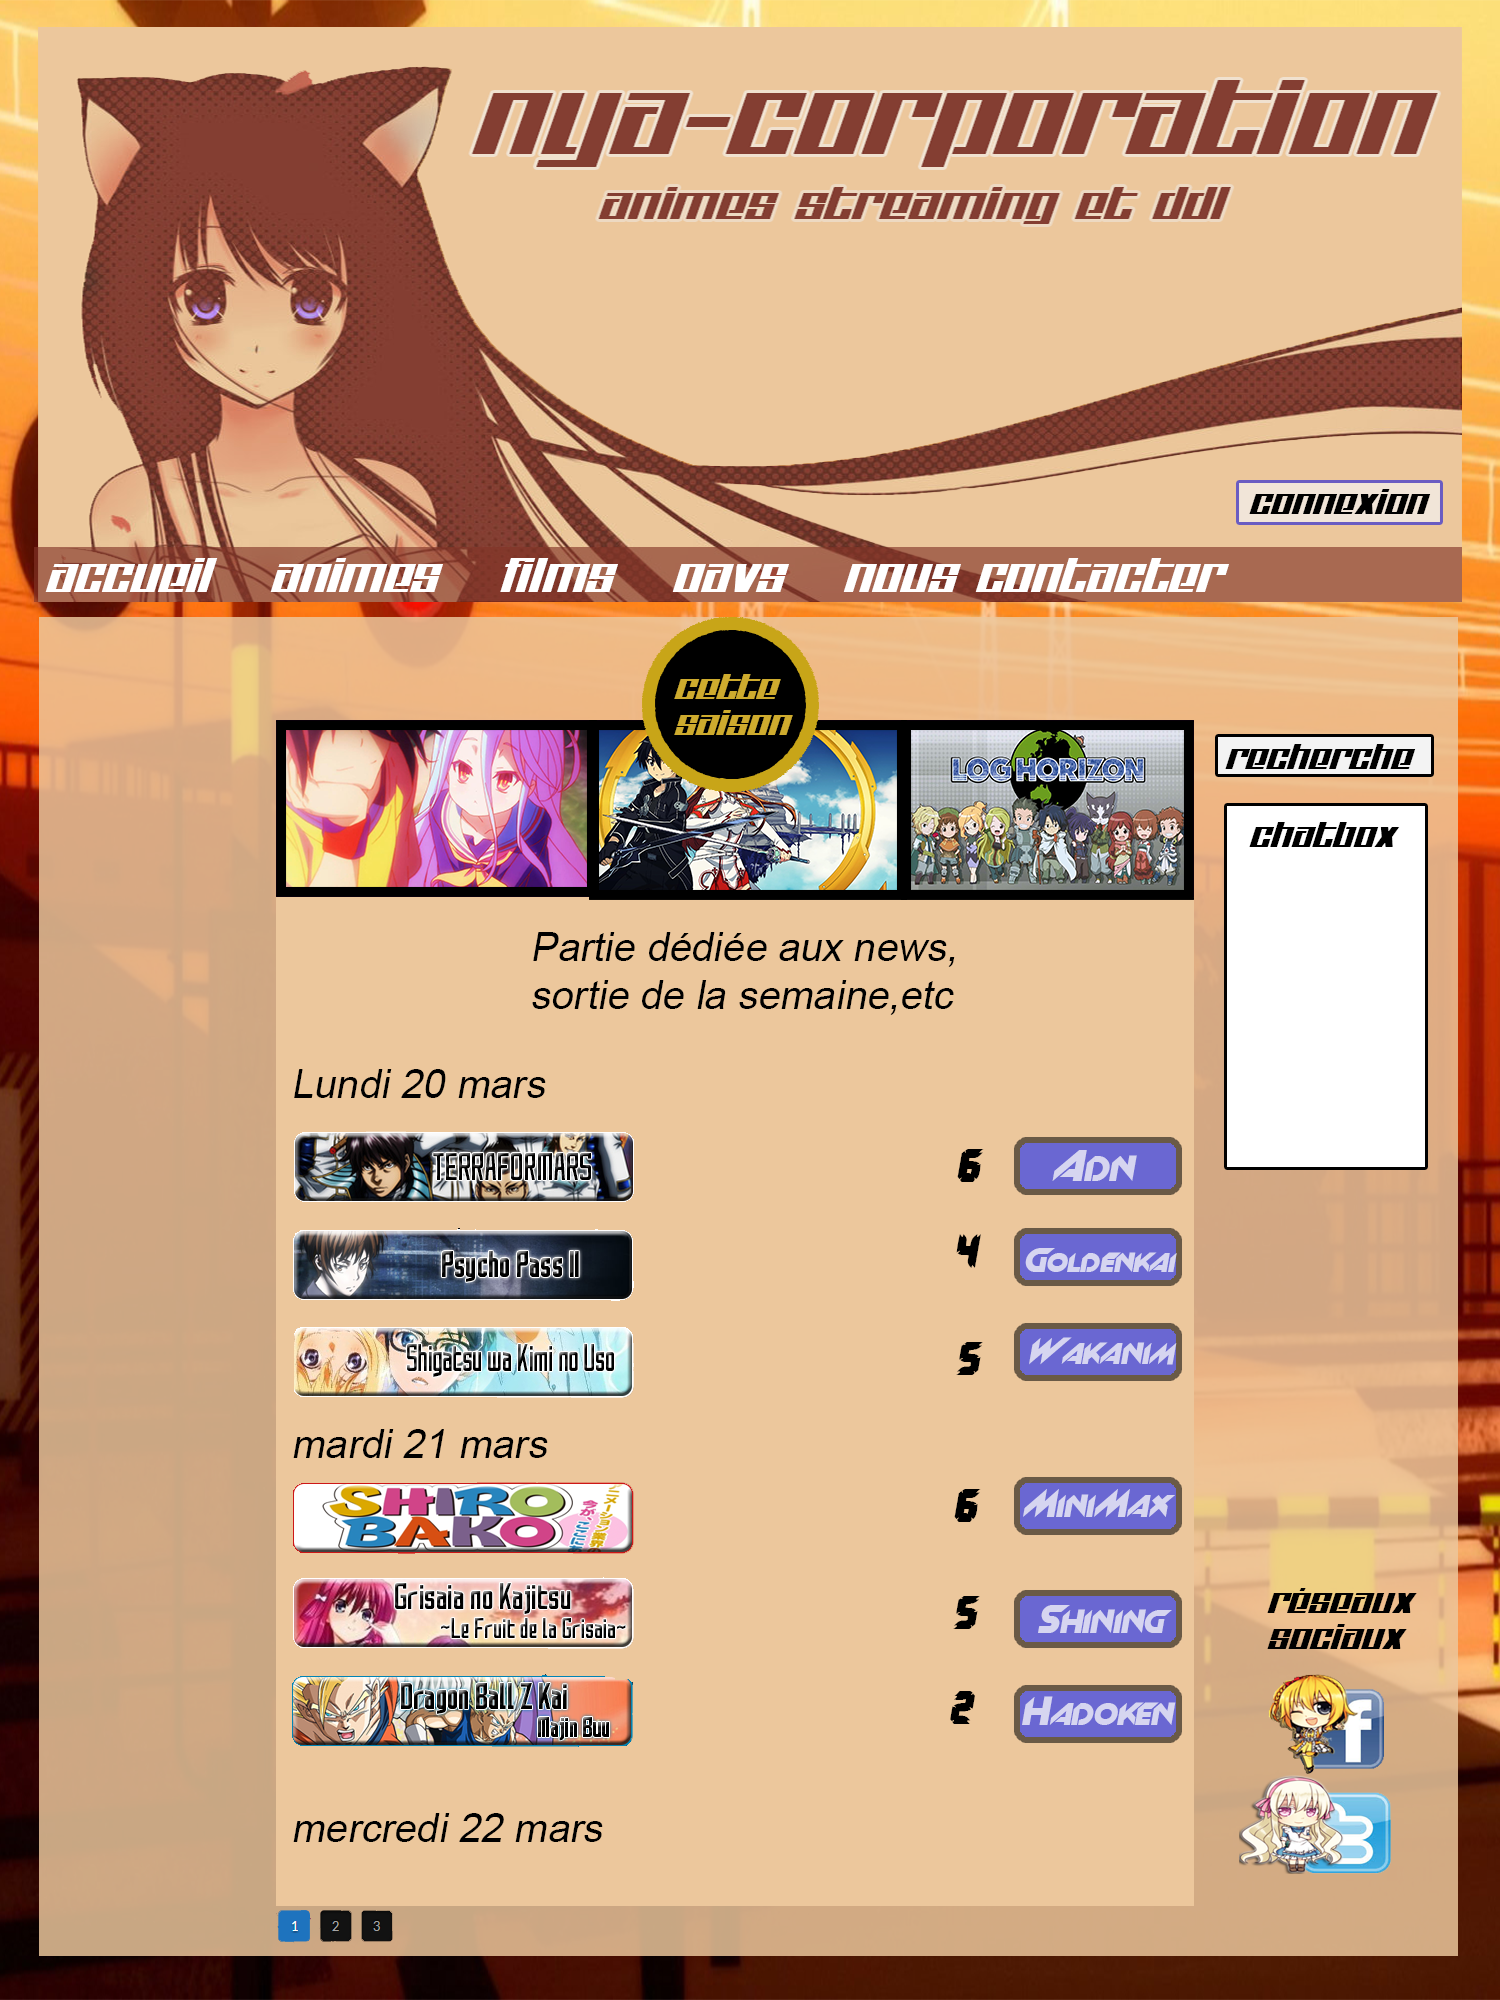 nya-corporation
animes streaming et ddl
connexion
accueil animes films oavs nous contacter
cette
saison
LOG HORIZON
recherche
chatbox
Partie dédiée aux news,
sortie de la semaine,etc
Lundi 20 mars
TERRAFORMARS 6 Adn
Psycho Pass II 4 Goldenkai
Shigatsu wa Kimi no Uso 5 Wakanim
mardi 21 mars
SHIRO
BAKO
6 MiniMax
Grisaia no Kajitsu
~Le Fruit de la Grisaia~
5 Shining
Dragon Ball Z Kai
Majin Buu
2 Hadoken
mercredi 22 mars
réseaux
sociaux
f
1 2 3